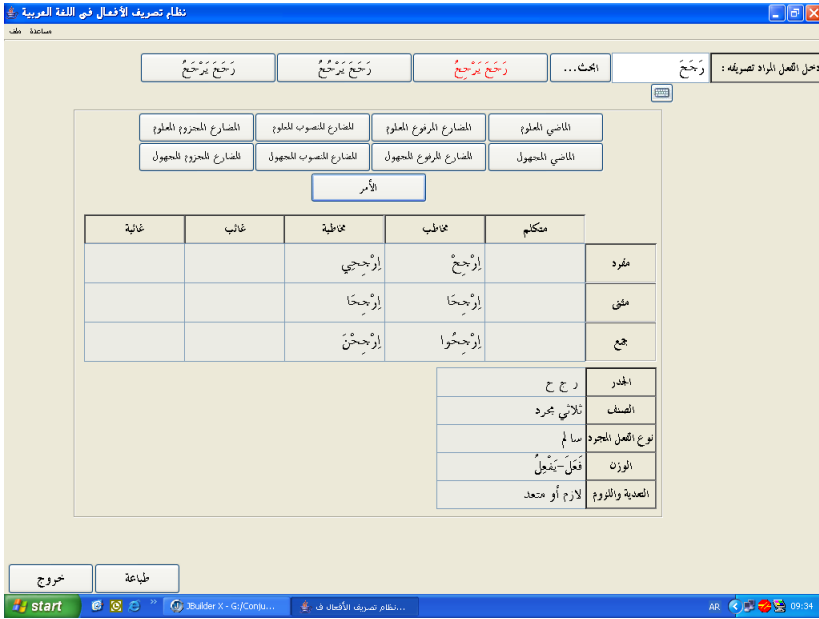 نظام تصريف الأفعال في اللغة العربية
ملف مساعدة
دخل الفعل المراد تصريفه : رَجَحَ ابحث... رَجَحَ يَرْجِحُ رَجَحَ يَرْجُحُ رَجَحَ يَرْجَحُ
الماضي المعلوم المضارع المرفوع المعلوم المضارع المنصوب المعلوم المضارع المجزوم المعلوم
الماضي المجهول المضارع المرفوع المجهول المضارع المنصوب المجهول المضارع المجزوم المجهول
الأمر
متكلم مخاطب مخاطبة غائب غائبة
مفرد اِرْجِحْ اِرْجِحِي
مثنى اِرْجِحَا اِرْجِحَا
جمع اِرْجِحُوا اِرْجِحْنَ
الجدر ر ج ح
الصنف ثلاثي مجرد
نوع الفعل المجرد سالم
الوزن فَعَلَ-يَفْعِلُ
التعدية واللزوم لازم أو متعد
طباعة خروج
start JBuilder X - G:/Conju... نظام تصريف الأفعال ف... AR 09:34